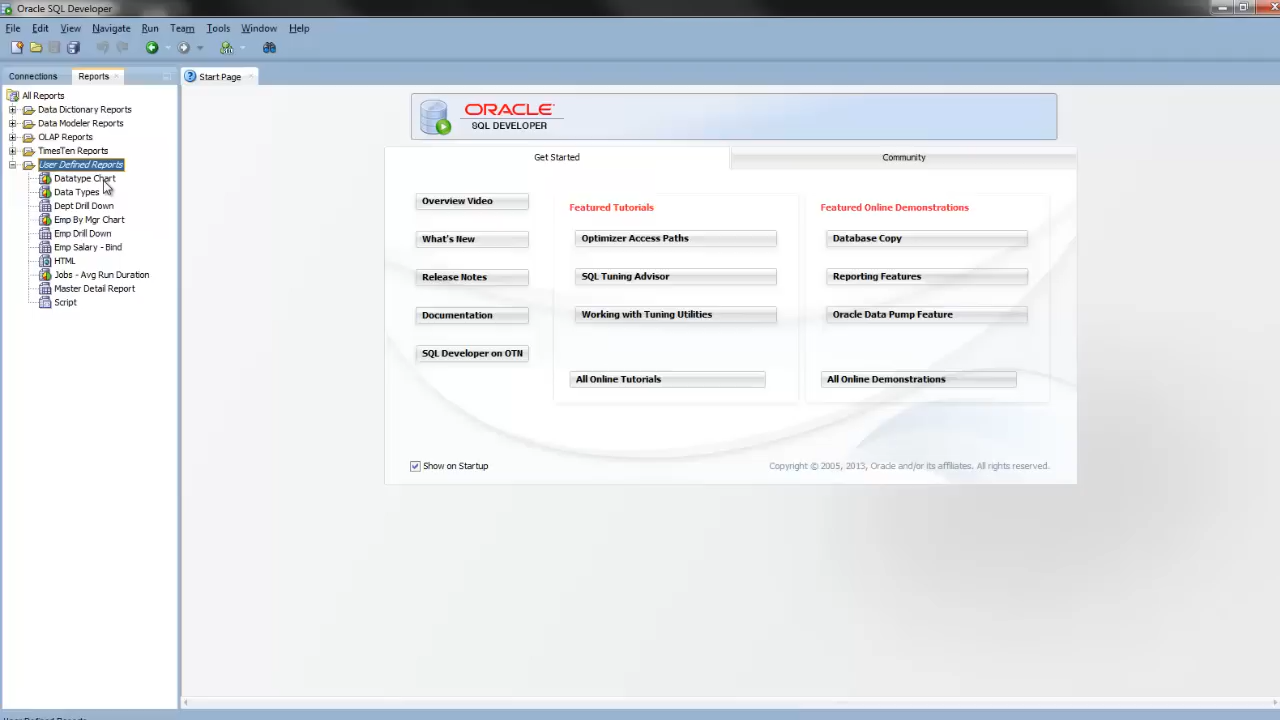 Oracle SQL Developer
File Edit View Navigate Run Team Tools Window Help
Connections Reports Start Page
All Reports
Data Dictionary Reports
Data Modeler Reports
OLAP Reports
TimesTen Reports
User Defined Reports
Datatype Chart
Data Types
Dept Drill Down
Emp By Mgr Chart
Emp Drill Down
Emp Salary - Bind
HTML
Jobs - Avg Run Duration
Master Detail Report
Script
ORACLE
SQL DEVELOPER
Get Started Community
Overview Video
What's New
Release Notes
Documentation
SQL Developer on OTN
Featured Tutorials
Optimizer Access Paths
SQL Tuning Advisor
Working with Tuning Utilities
All Online Tutorials
Featured Online Demonstrations
Database Copy
Reporting Features
Oracle Data Pump Feature
All Online Demonstrations
Show on Startup
Copyright © 2005, 2013, Oracle and/or its affiliates. All rights reserved.
User Defined Reports